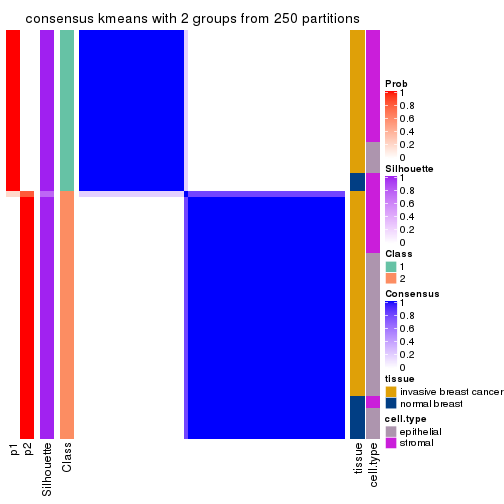 consensus kmeans with 2 groups from 250 partitions
Prob
1
0.8
0.6
0.4
0.2
0
Silhouette
1
0.8
0.6
0.4
0.2
0
Class
1
2
Consensus
1
0.8
0.6
0.4
0.2
0
tissue
invasive breast cancer
normal breast
cell.type
epithelial
stromal
p1
p2
Silhouette
Class
tissue
cell.type